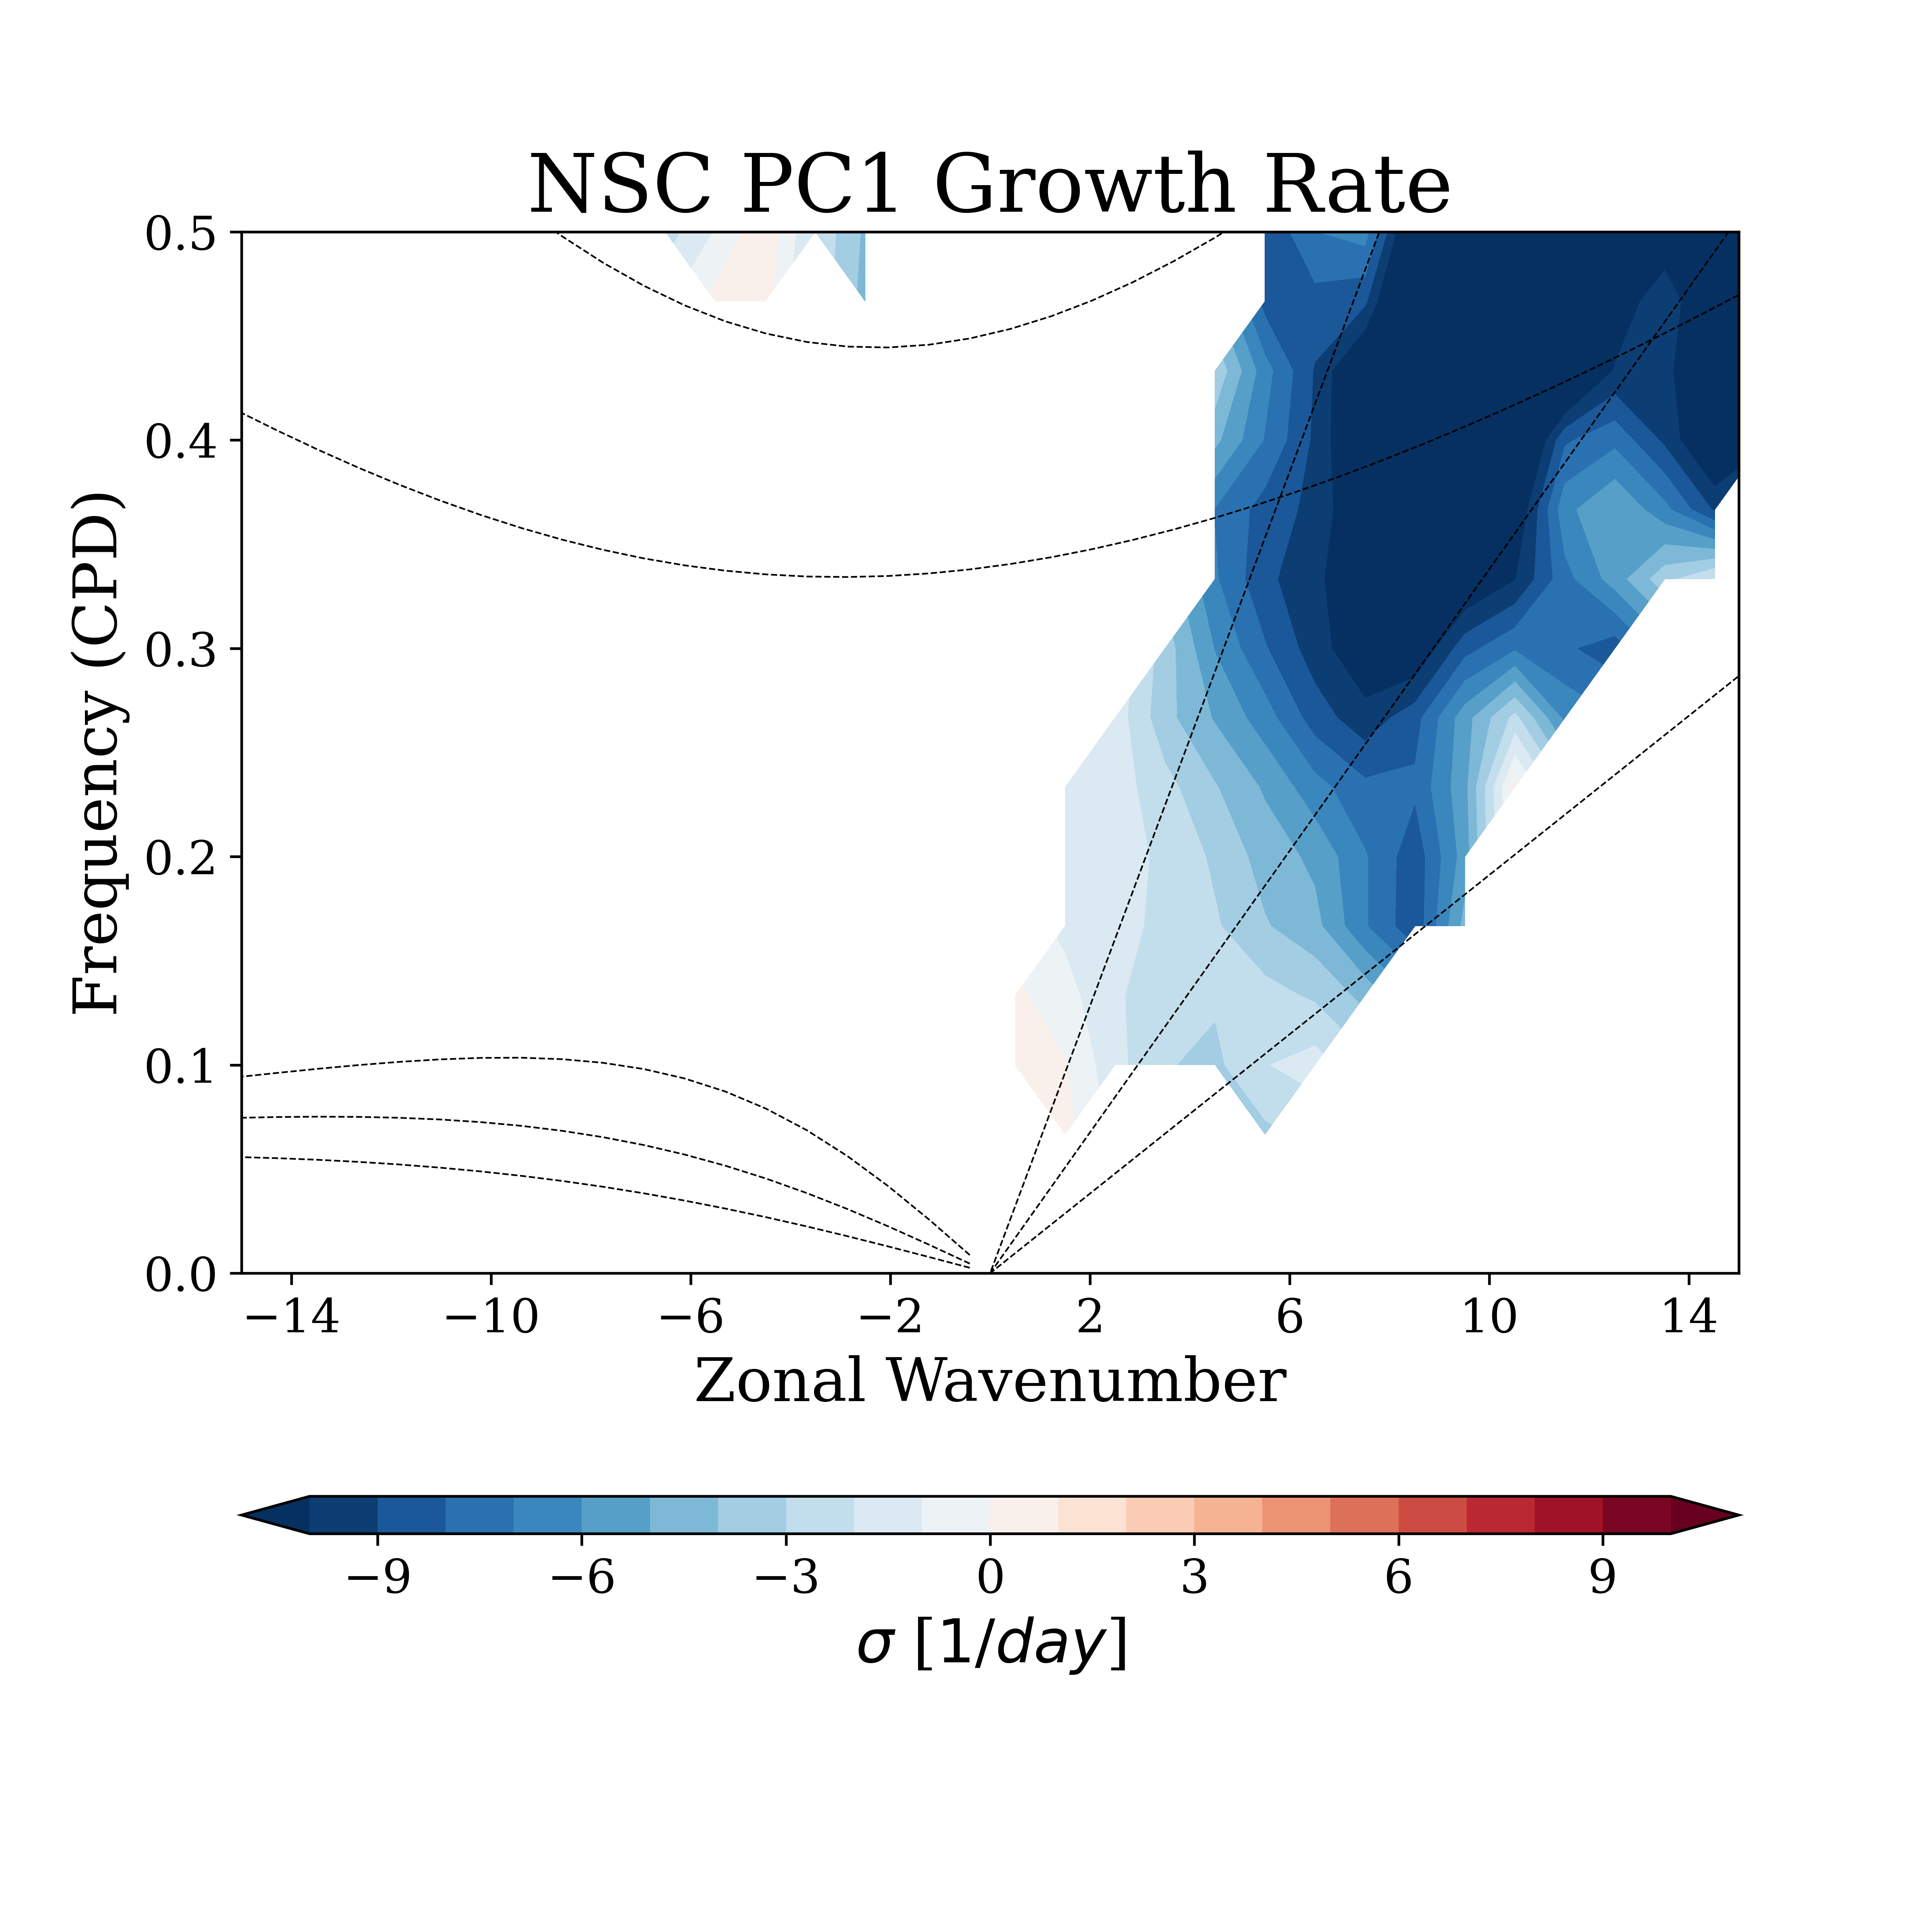 NSC PC1 Growth Rate
0.5
0.4
0.3
0.2
0.1
0.0
Frequency (CPD)
−14 −10 −6 −2 2 6 10 14
Zonal Wavenumber
−9 −6 −3 0 3 6 9
σ [1/day]